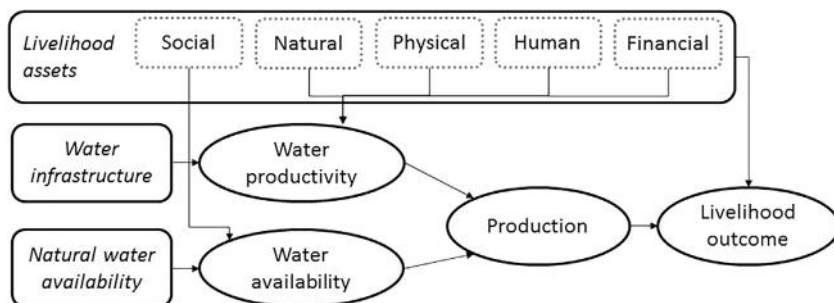 Livelihood
assets
Social
Natural
Physical
Human
Financial
Water
infrastructure
Water
productivity
Production
Livelihood
outcome
Natural water
availability
Water
availability